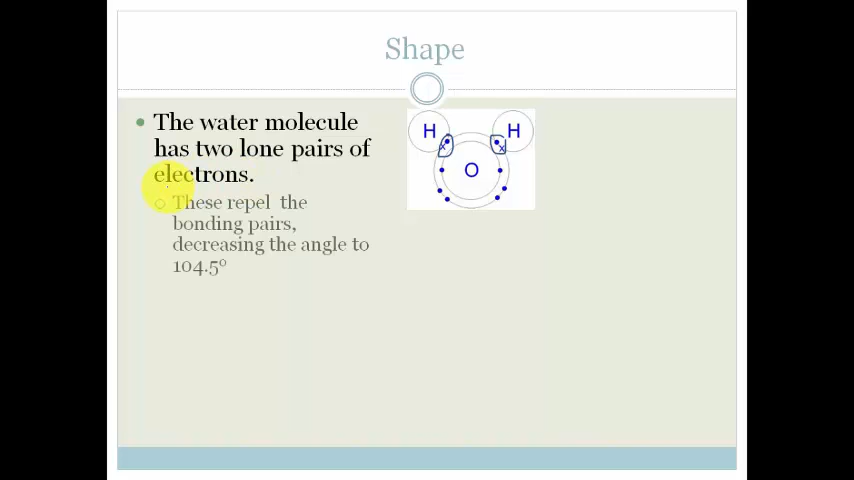 Shape
The water molecule
has two lone pairs of
electrons.
These repel the
bonding pairs,
decreasing the angle to
104.5º
H H
x x
O